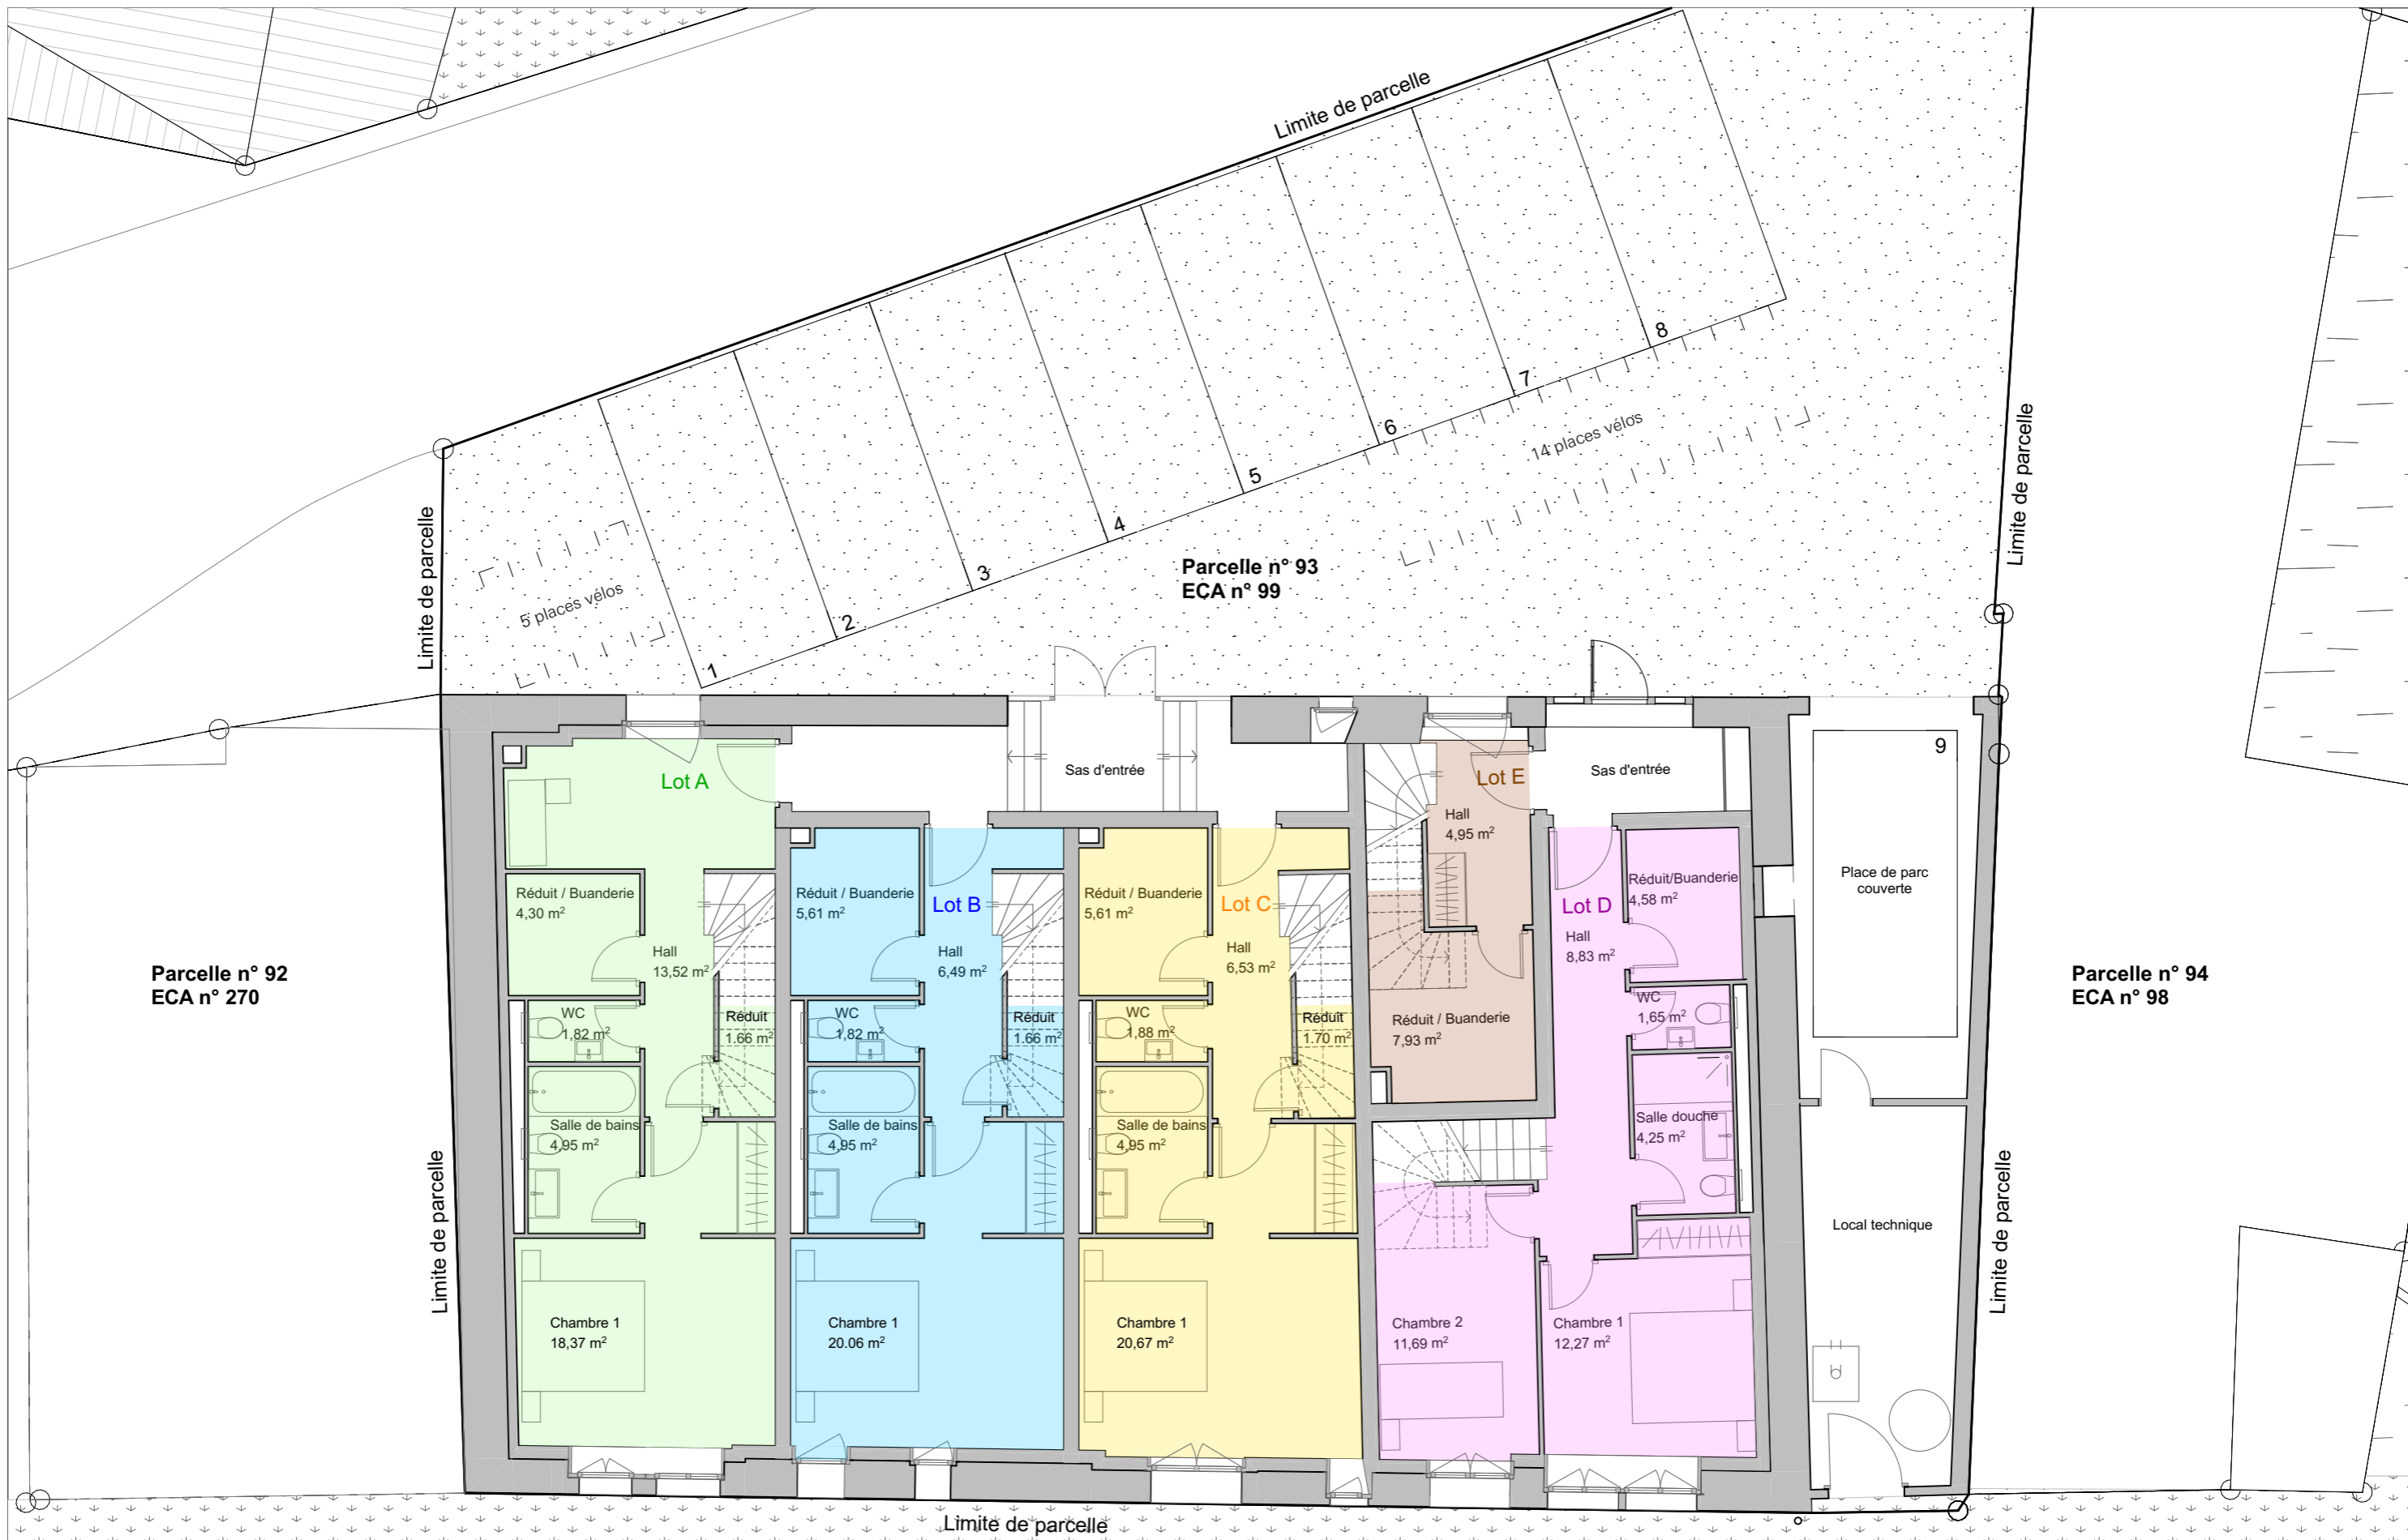 Limite de parcelle
8
7
6
14 places vélos
5
4
Limite de parcelle
Limite de parcelle
3
Parcelle n° 93
ECA n° 99
5 places vélos
2
1
9
Sas d'entrée
Sas d'entrée
Lot A
Lot E
Hall
4,95 m²
Place de parc
couverte
Réduit / Buanderie
4,30 m²
Réduit / Buanderie
5,61 m²
Lot B
Réduit / Buanderie
5,61 m²
Lot C
Lot D
Réduit/Buanderie
4,58 m²
Hall
13,52 m²
Hall
6,49 m²
Hall
6,53 m²
Hall
8,83 m²
Parcelle n° 92
ECA n° 270
Parcelle n° 94
ECA n° 98
WC
1,82 m²
Réduit
1.66 m²
WC
1,82 m²
Réduit
1.66 m²
WC
1,88 m²
Réduit
1.70 m²
Réduit / Buanderie
7,93 m²
WC
1,65 m²
Salle de bains
4,95 m²
Salle de bains
4,95 m²
Salle de bains
4,95 m²
Salle douche
4,25 m²
Limite de parcelle
Limite de parcelle
Local technique
Chambre 1
18,37 m²
Chambre 1
20.06 m²
Chambre 1
20,67 m²
Chambre 2
11,69 m²
Chambre 1
12,27 m²
Limite de parcelle